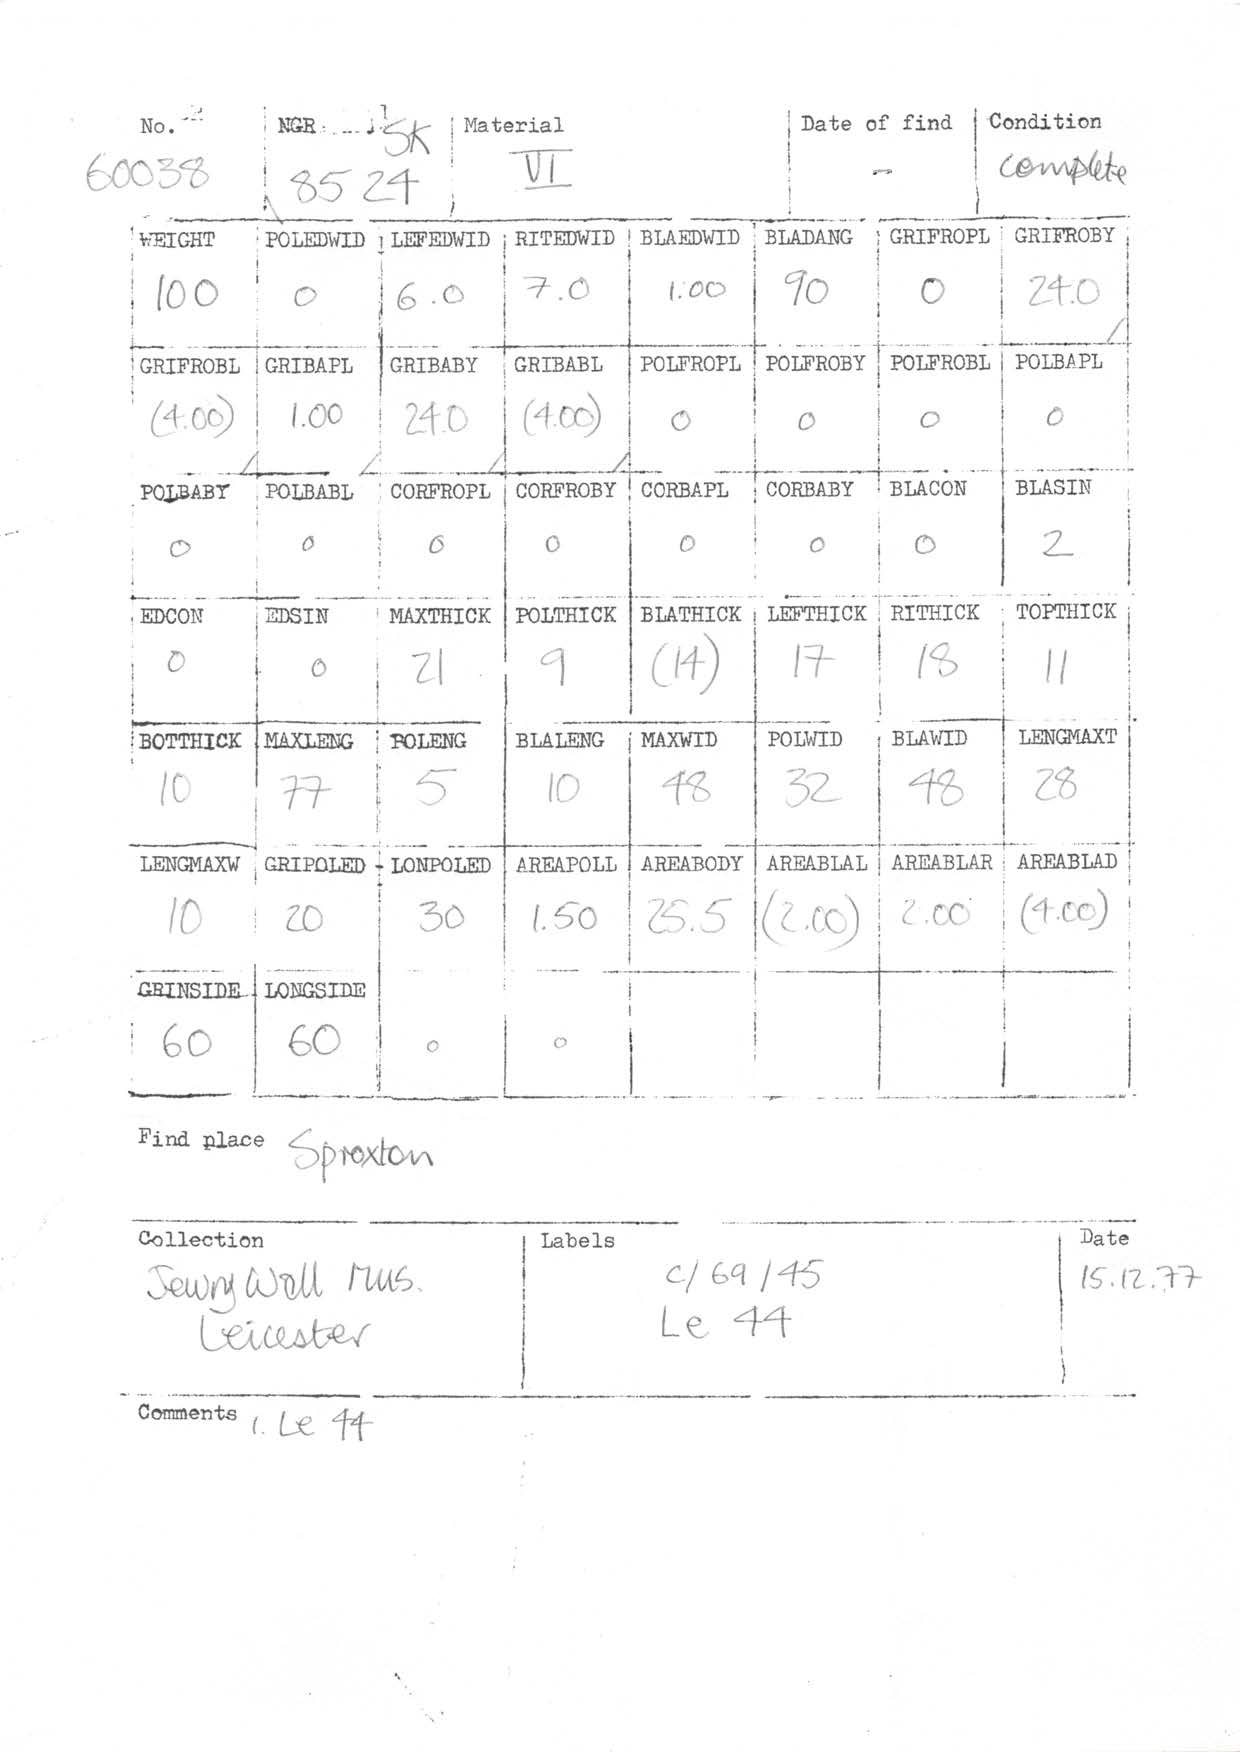 No. NGR SK Material Date of find Condition
60038 85 24 VI - complete
WEIGHT POLEDWID LEFEDWID RITEDWID BLAEDWID BLADANG GRIFROPL GRIFROBY
100 0 6.0 7.0 1.00 90 0 24.0
GRIFROBL GRIBAPL GRIBABY GRIBABL POLFROPL POLFROBY POLFROBL POLBAPL
(4.00) 1.00 24.0 (4.00) 0 0 0 0
POLBABY POLBABL CORFROPL CORFROBY CORBAPL CORBABY BLACON BLASIN
0 0 0 0 0 0 0 2
EDCON EDSIN MAXTHICK POLTHICK BLATHICK LEFTHICK RITHICK TOPTHICK
0 0 21 9 (14) 17 18 11
BOTTHICK MAXLENG POLENG BLALENG MAXWID POLWID BLAWID LENGMAXT
10 77 5 10 48 32 48 28
LENGMAXW GRIPOLED LONPOLED AREAPOLL AREABODY AREABLAL AREABLAR AREABLAD
10 20 30 1.50 25.5 (2.00) 2.00 (4.00)
GRINSIDE LONGSIDE
60 60 0 0
Find place Sproxton
Collection Labels Date
Jewry Wall Mus. C/69/45 15.12.77
Leicester Le 44
Comments 1. Le 44